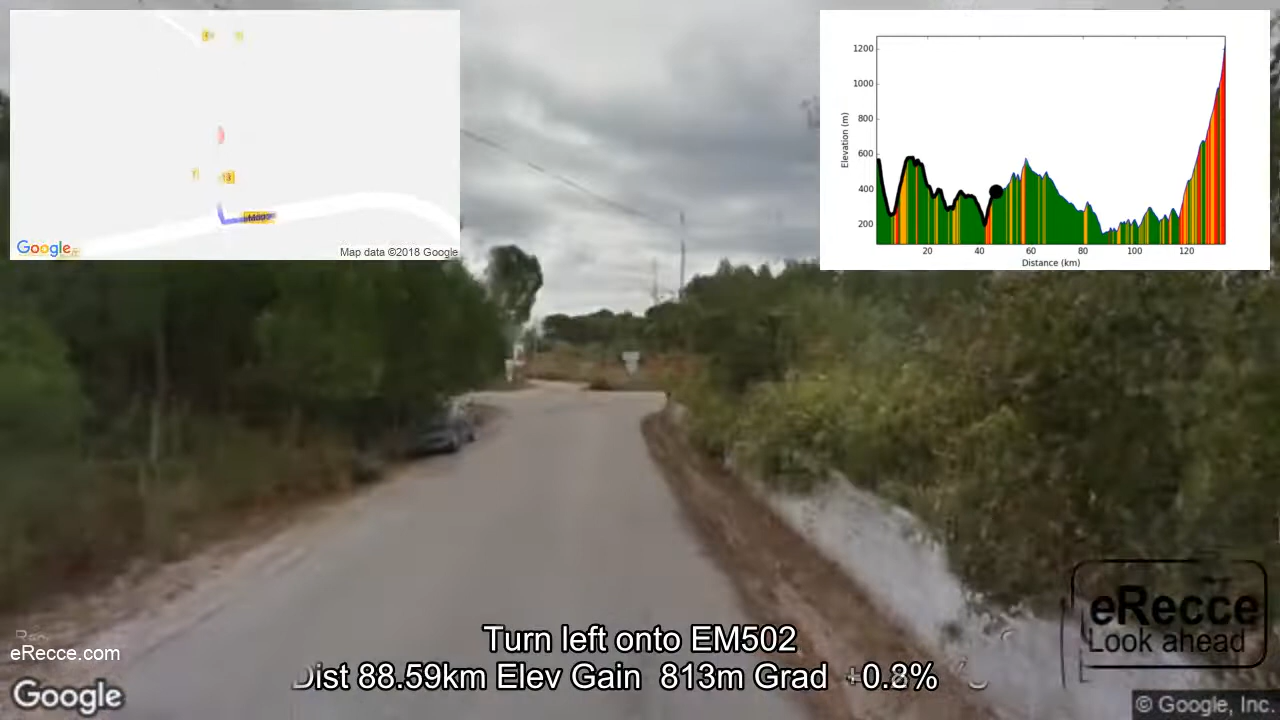 Google
Map data ©2018 Google
1200
1000
800
600
400
200
Elevation (m)
20
40
60
80
100
120
Distance (km)
eRecce
Look ahead
Turn left onto EM502
eRecce.com
Dist 88.59km Elev Gain 813m Grad +0.8%
Google
© Google, Inc.